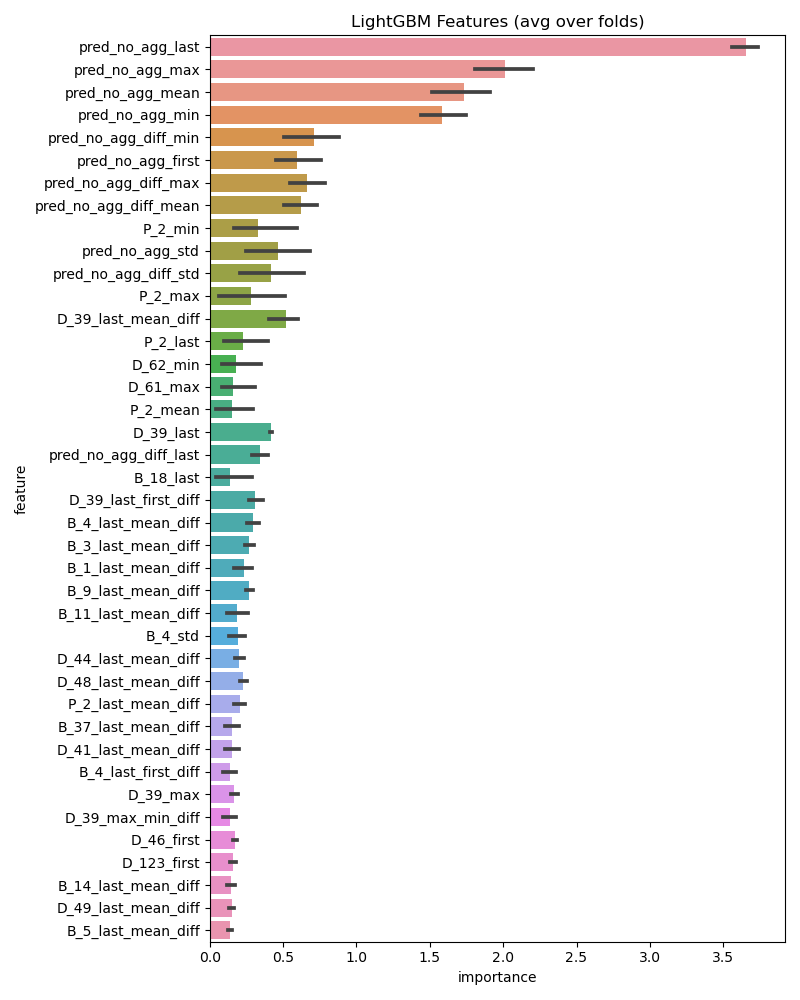 LightGBM Features (avg over folds)
pred_no_agg_last
pred_no_agg_max
pred_no_agg_mean
pred_no_agg_min
pred_no_agg_diff_min
pred_no_agg_first
pred_no_agg_diff_max
pred_no_agg_diff_mean
P_2_min
pred_no_agg_std
pred_no_agg_diff_std
P_2_max
D_39_last_mean_diff
P_2_last
D_62_min
D_61_max
P_2_mean
D_39_last
pred_no_agg_diff_last
B_18_last
D_39_last_first_diff
B_4_last_mean_diff
B_3_last_mean_diff
B_1_last_mean_diff
B_9_last_mean_diff
B_11_last_mean_diff
B_4_std
D_44_last_mean_diff
D_48_last_mean_diff
P_2_last_mean_diff
B_37_last_mean_diff
D_41_last_mean_diff
B_4_last_first_diff
D_39_max
D_39_max_min_diff
D_46_first
D_123_first
B_14_last_mean_diff
D_49_last_mean_diff
B_5_last_mean_diff
feature
0.0 0.5 1.0 1.5 2.0 2.5 3.0 3.5
importance